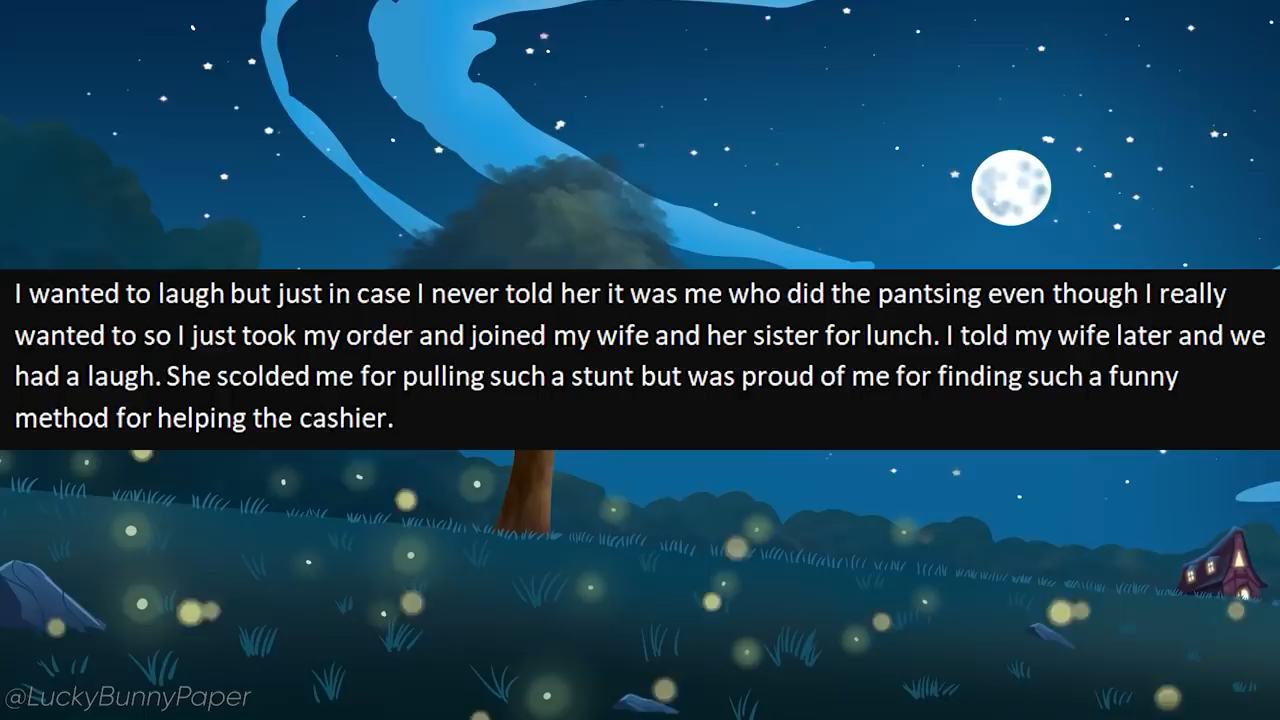 I wanted to laugh but just in case I never told her it was me who did the pantsing even though I really
wanted to so I just took my order and joined my wife and her sister for lunch. I told my wife later and we
had a laugh. She scolded me for pulling such a stunt but was proud of me for finding such a funny
method for helping the cashier.
@LuckyBunnyPaper